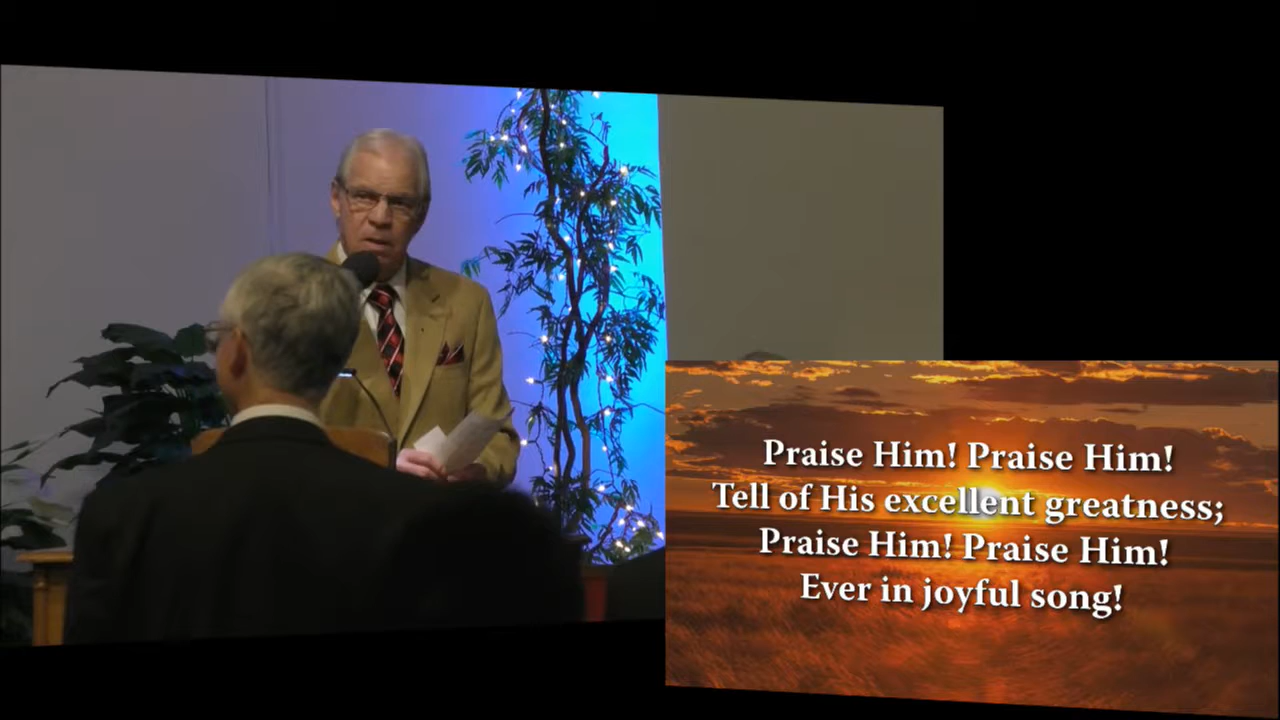 Praise Him! Praise Him!
Tell of His excellent greatness;
Praise Him! Praise Him!
Ever in joyful song!